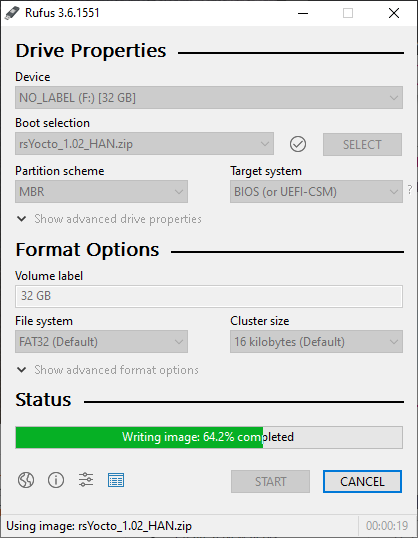 Rufus 3.6.1551
Drive Properties
Device
NO_LABEL (F:) [32 GB]
Boot selection
rsYocto_1.02_HAN.zip
SELECT
Partition scheme Target system
MBR BIOS (or UEFI-CSM) ?
Show advanced drive properties
Format Options
Volume label
32 GB
File system Cluster size
FAT32 (Default) 16 kilobytes (Default)
Show advanced format options
Status
Writing image: 64.2% completed
START CANCEL
Using image: rsYocto_1.02_HAN.zip 00:00:19